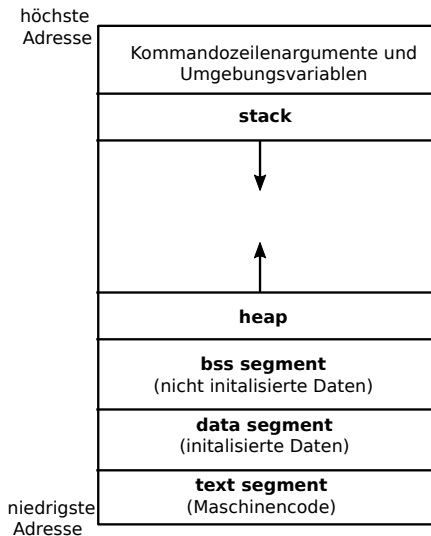 höchste
Adresse
Kommandozeilenargumente und
Umgebungsvariablen
stack
heap
bss segment
(nicht initalisierte Daten)
data segment
(initalisierte Daten)
text segment
(Maschinencode)
niedrigste
Adresse